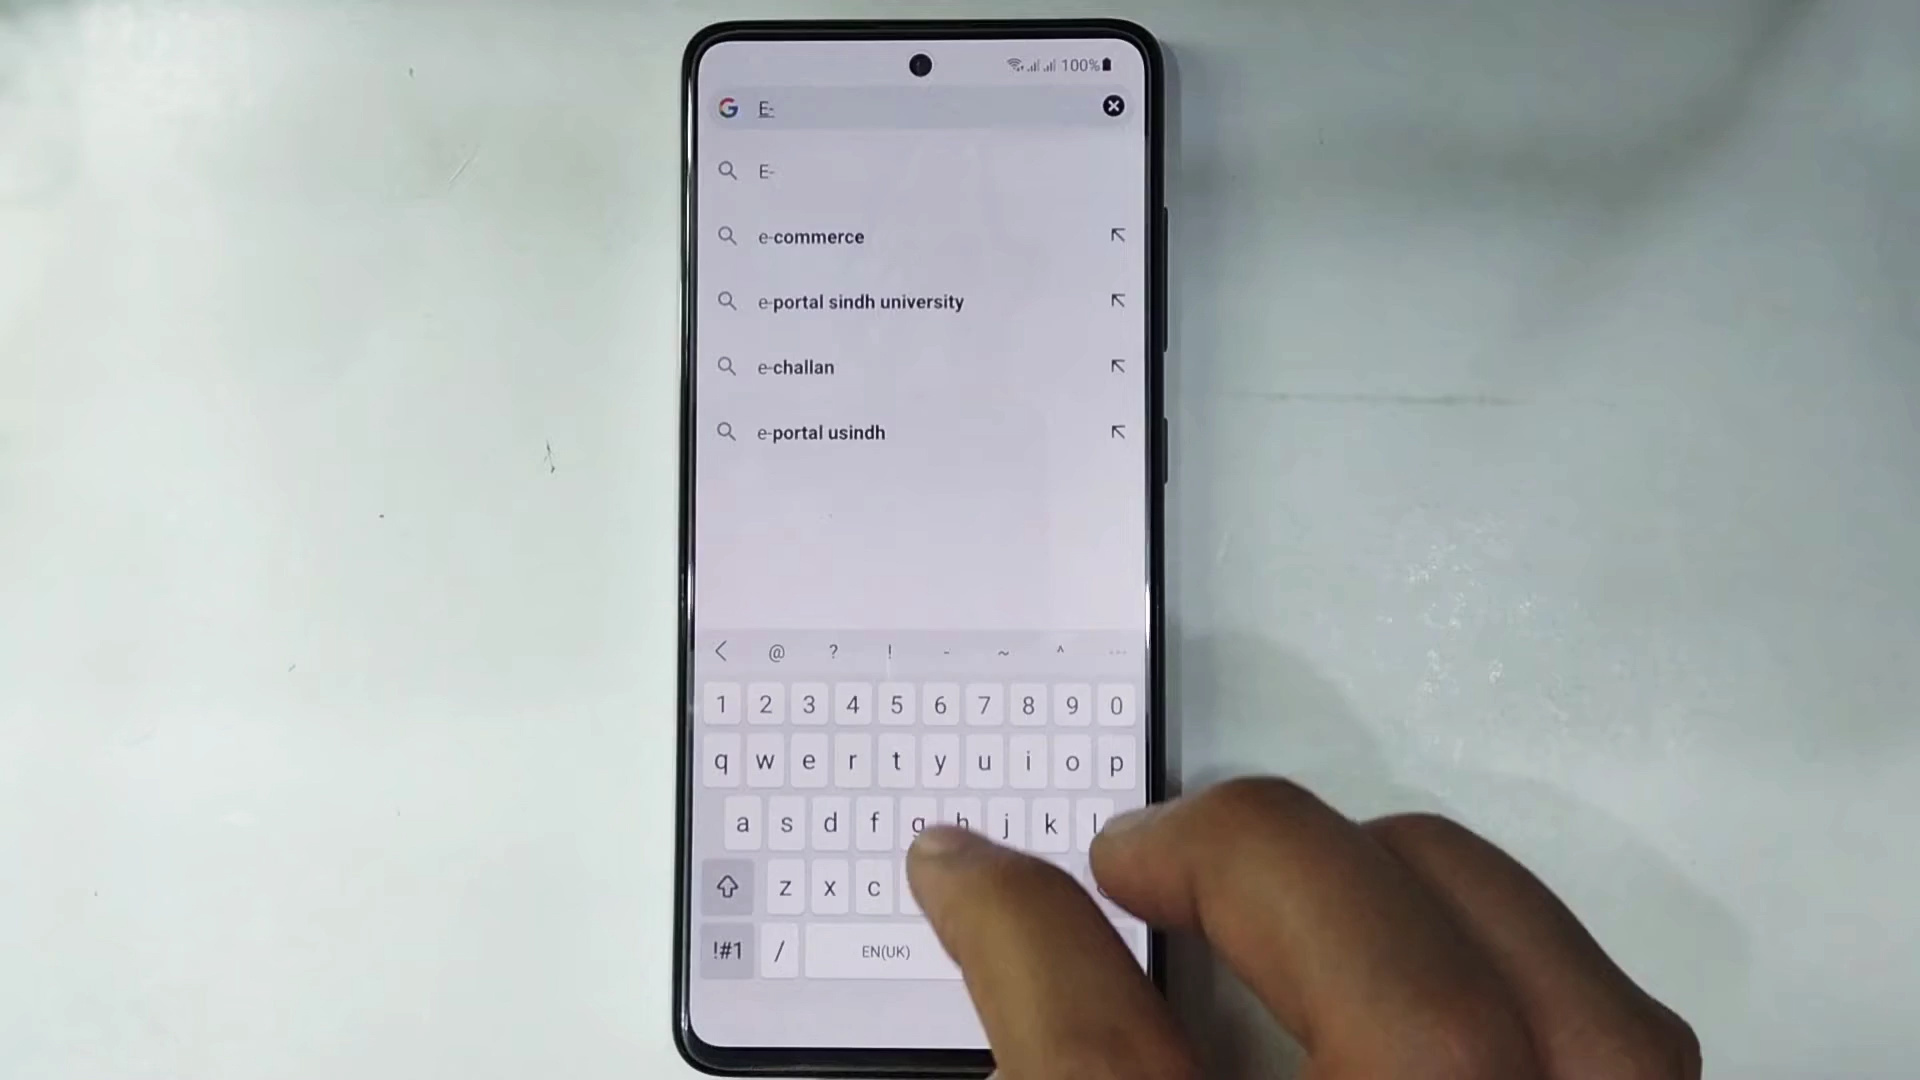 100%
G E-
E-
e-commerce
e-portal sindh university
e-challan
e-portal usindh
@ ? ! - ~ ^ ...
1 2 3 4 5 6 7 8 9 0
q w e r t y u i o p
a s d f g h j k l
z x c
!#1 / EN(UK)